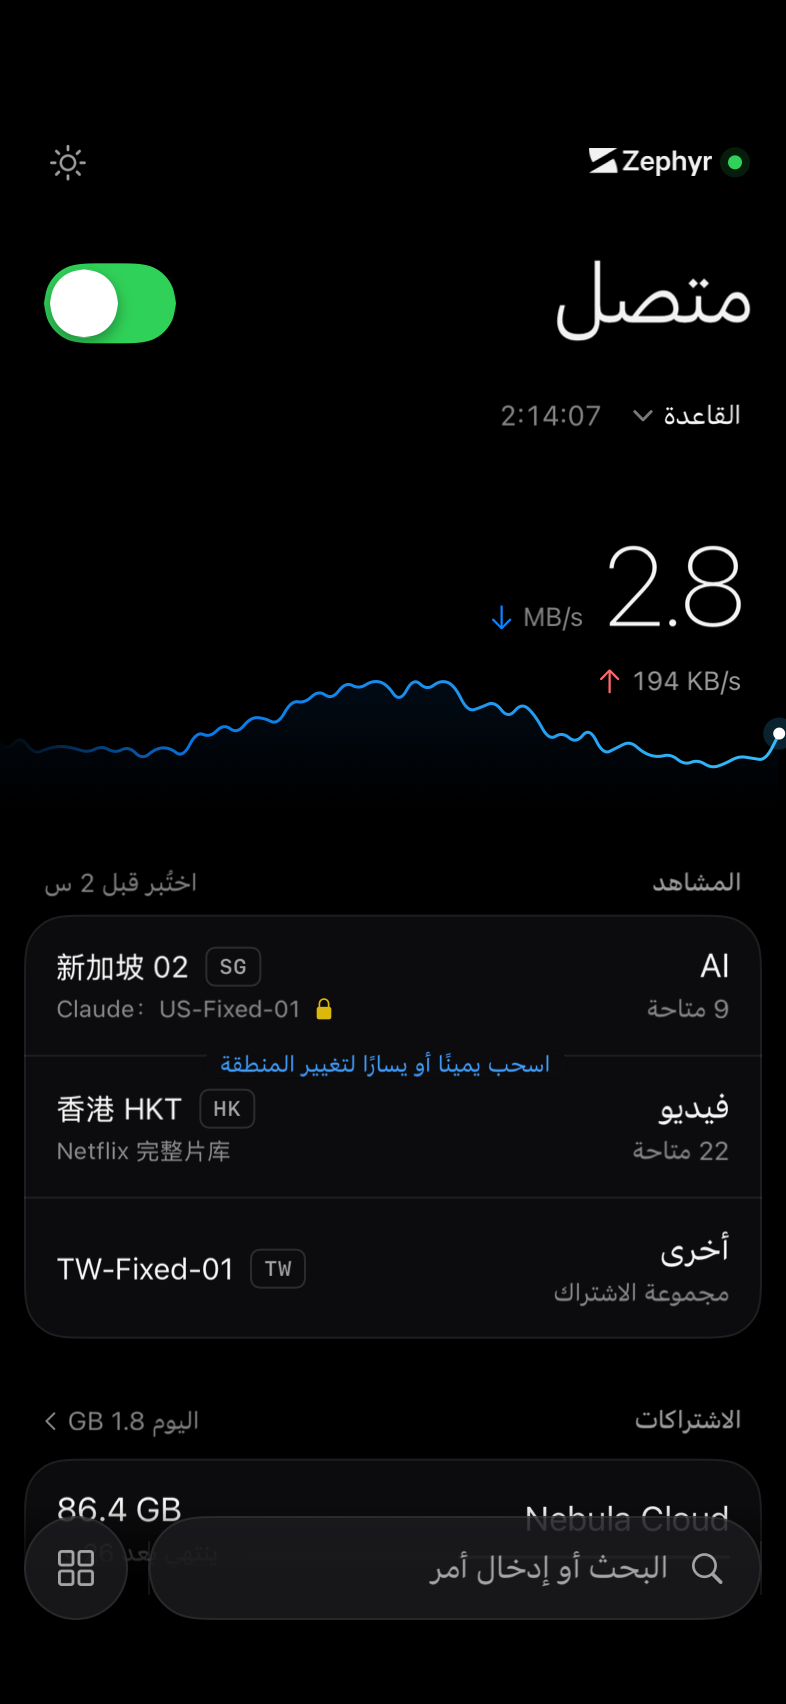 Zephyr
متصل
القاعدة 2:14:07
2.8 MB/s ↓
↑ 194 KB/s
المشاهد اختُبر قبل 2 س
AI 新加坡 02 SG
9 متاحة Claude：US-Fixed-01
اسحب يمينًا أو يسارًا لتغيير المنطقة
فيديو 香港 HKT HK
22 متاحة Netflix 完整片库
أخرى TW-Fixed-01 TW
مجموعة الاشتراك
الاشتراكات اليوم 1.8 GB
Nebula Cloud 86.4 GB
ينتهي بعد 26
البحث أو إدخال أمر